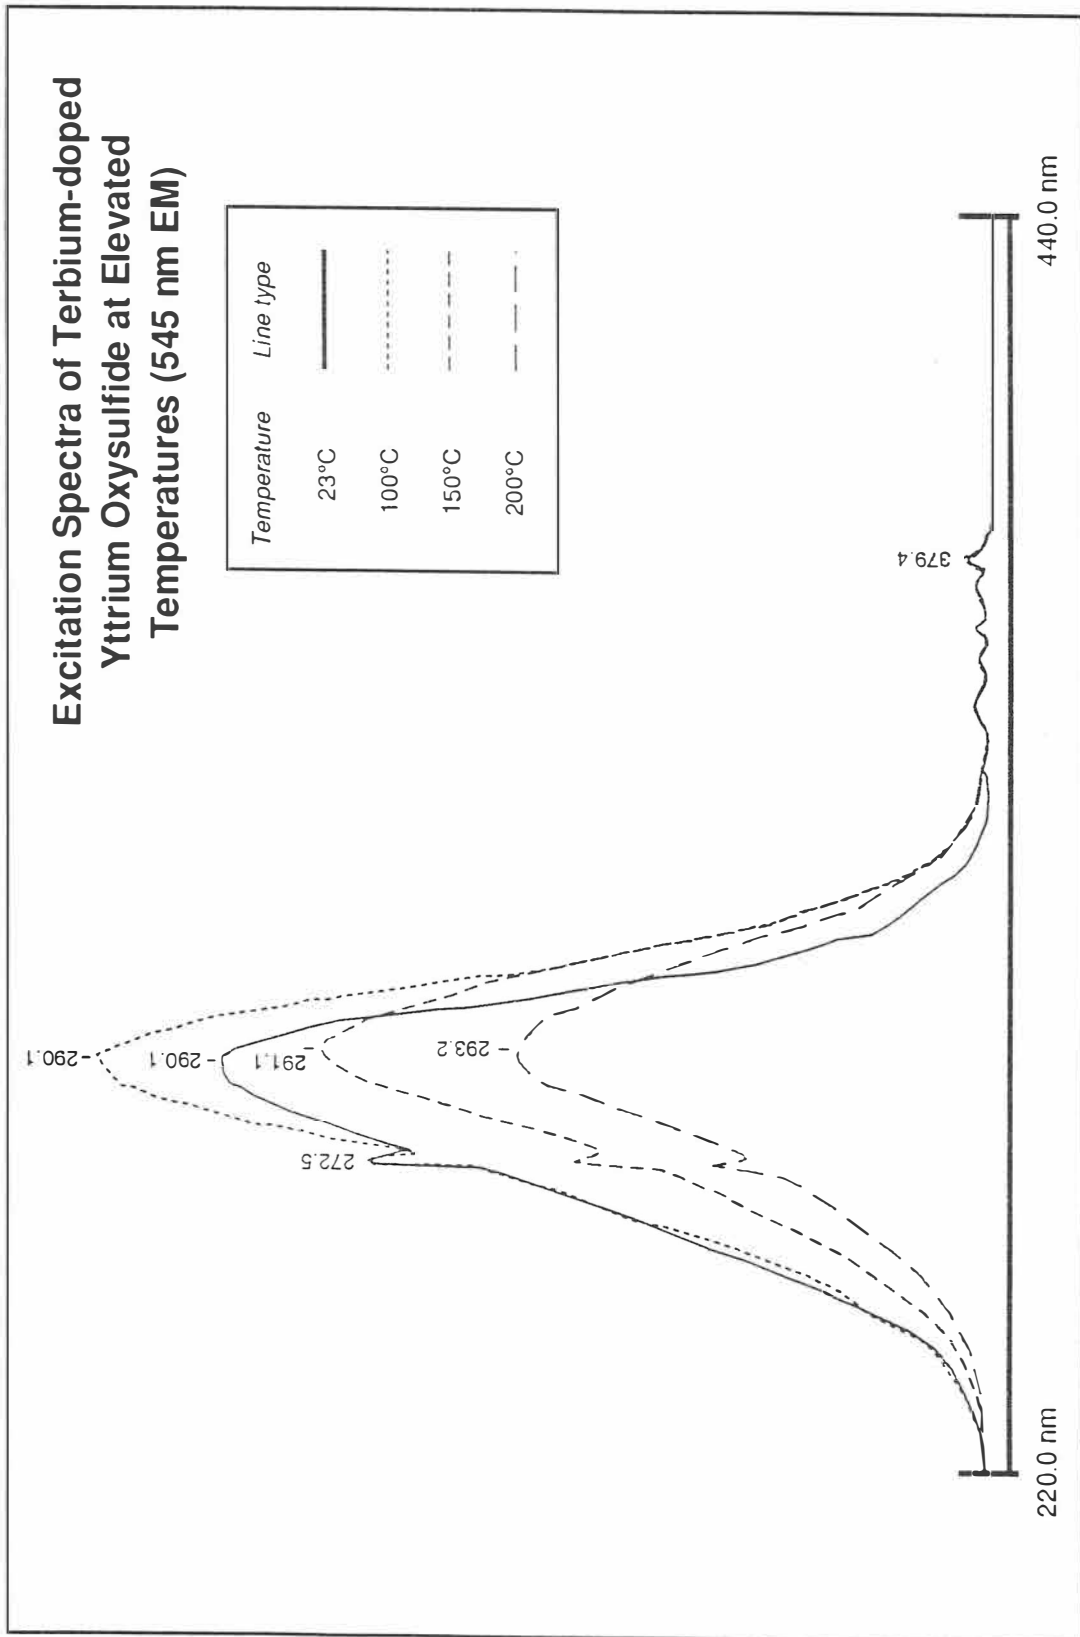 Excitation Spectra of Terbium-doped
Yttrium Oxysulfide at Elevated
Temperatures (545 nm EM)
Temperature Line type
23°C
100°C
150°C
200°C
290.1
290.1
291.1
293.2
272.5
379.4
220.0 nm
440.0 nm